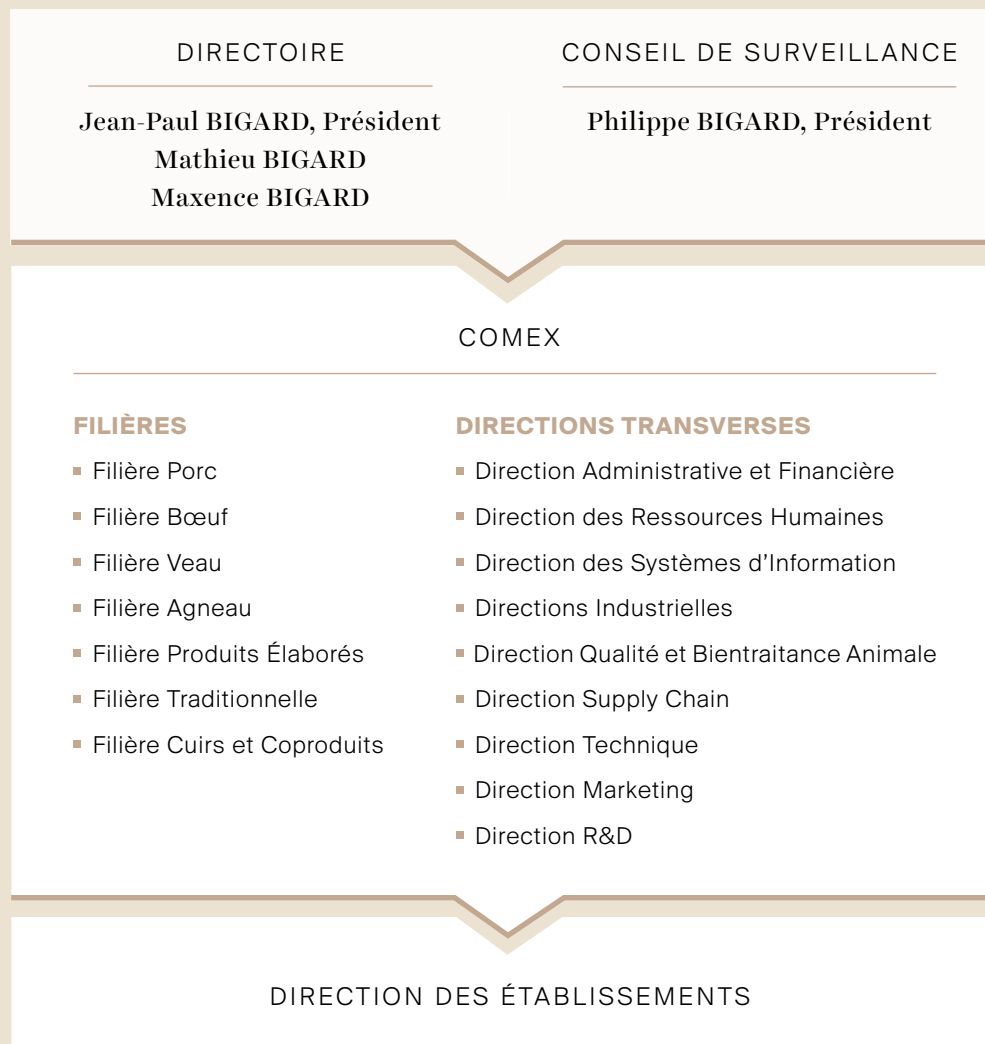 DIRECTOIRE
Jean-Paul BIGARD, Président
Mathieu BIGARD
Maxence BIGARD
CONSEIL DE SURVEILLANCE
Philippe BIGARD, Président
COMEX
FILIÈRES
Filière Porc
Filière Bœuf
Filière Veau
Filière Agneau
Filière Produits Élaborés
Filière Traditionnelle
Filière Cuirs et Coproduits
DIRECTIONS TRANSVERSES
Direction Administrative et Financière
Direction des Ressources Humaines
Direction des Systèmes d’Information
Directions Industrielles
Direction Qualité et Bientraitance Animale
Direction Supply Chain
Direction Technique
Direction Marketing
Direction R&D
DIRECTION DES ÉTABLISSEMENTS